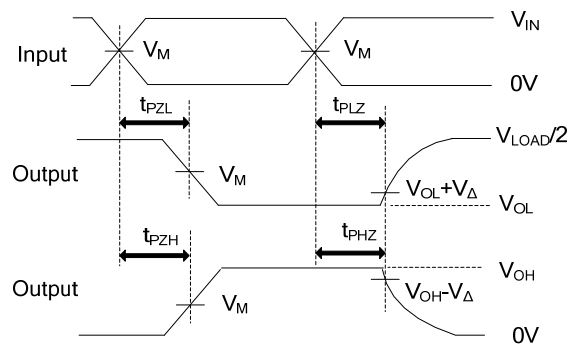 V_IN
V_M
V_M
Input
0V
t_PZL
t_PLZ
V_LOAD/2
Output
V_M
V_OL+V_Δ
V_OL
t_PZH
t_PHZ
V_OH
Output
V_M
V_OH-V_Δ
0V